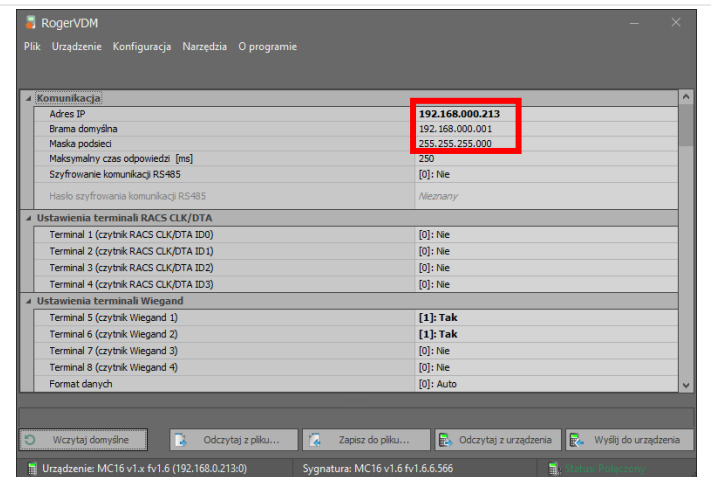 RogerVDM
Plik Urządzenie Konfiguracja Narzędzia O programie
Komunikacja
Adres IP 192.168.000.213
Brama domyślna 192.168.000.001
Maska podsieci 255.255.255.000
Maksymalny czas odpowiedzi [ms] 250
Szyfrowanie komunikacji RS485 [0]: Nie
Hasło szyfrowania komunikacji RS485 Nieznany
Ustawienia terminali RACS CLK/DTA
Terminal 1 (czytnik RACS CLK/DTA ID0) [0]: Nie
Terminal 2 (czytnik RACS CLK/DTA ID1) [0]: Nie
Terminal 3 (czytnik RACS CLK/DTA ID2) [0]: Nie
Terminal 4 (czytnik RACS CLK/DTA ID3) [0]: Nie
Ustawienia terminali Wiegand
Terminal 5 (czytnik Wiegand 1) [1]: Tak
Terminal 6 (czytnik Wiegand 2) [1]: Tak
Terminal 7 (czytnik Wiegand 3) [0]: Nie
Terminal 8 (czytnik Wiegand 4) [0]: Nie
Format danych [0]: Auto
Wczytaj domyślne Odczytaj z pliku... Zapisz do pliku... Odczytaj z urządzenia Wyślij do urządzenia
Urządzenie: MC16 v1.x fv1.6 (192.168.0.213:0) Sygnatura: MC16 v1.6 fv1.6.6.566 Status: Połączony